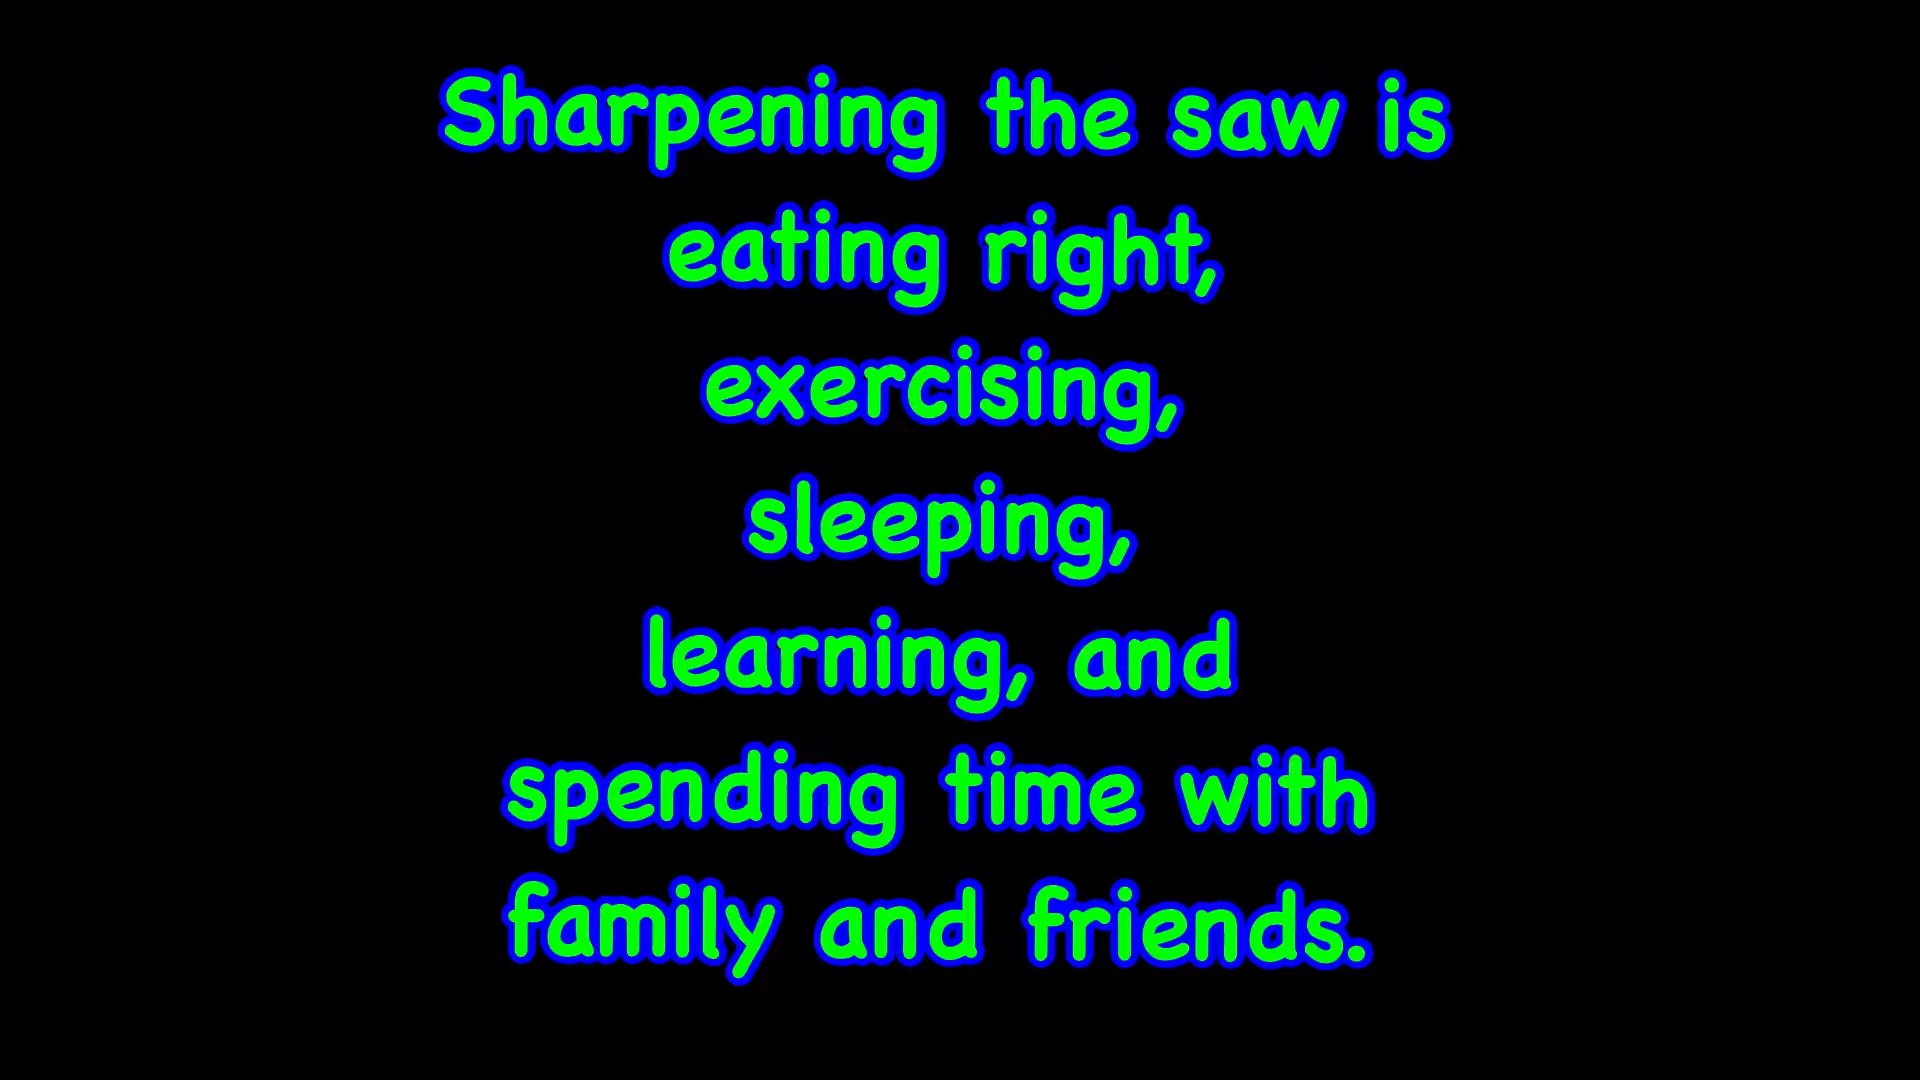 Sharpening the saw is
eating right,
exercising,
sleeping,
learning, and
spending time with
family and friends.